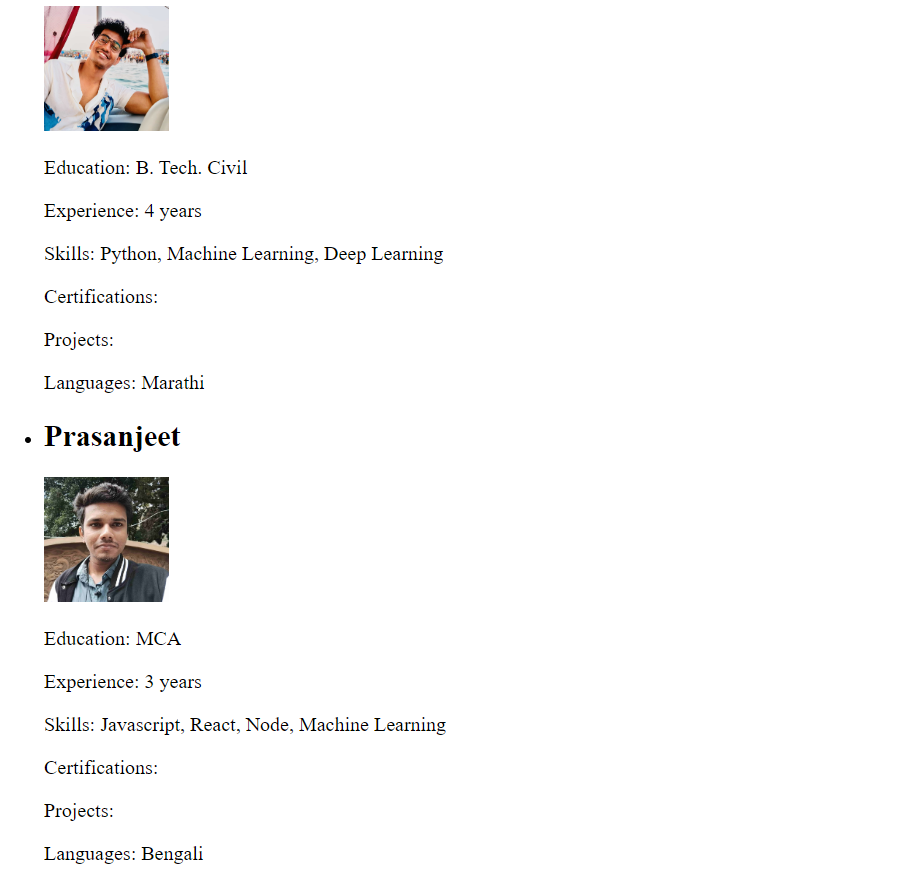 Education: B. Tech. Civil
Experience: 4 years
Skills: Python, Machine Learning, Deep Learning
Certifications:
Projects:
Languages: Marathi
Prasanjeet
Education: MCA
Experience: 3 years
Skills: Javascript, React, Node, Machine Learning
Certifications:
Projects:
Languages: Bengali